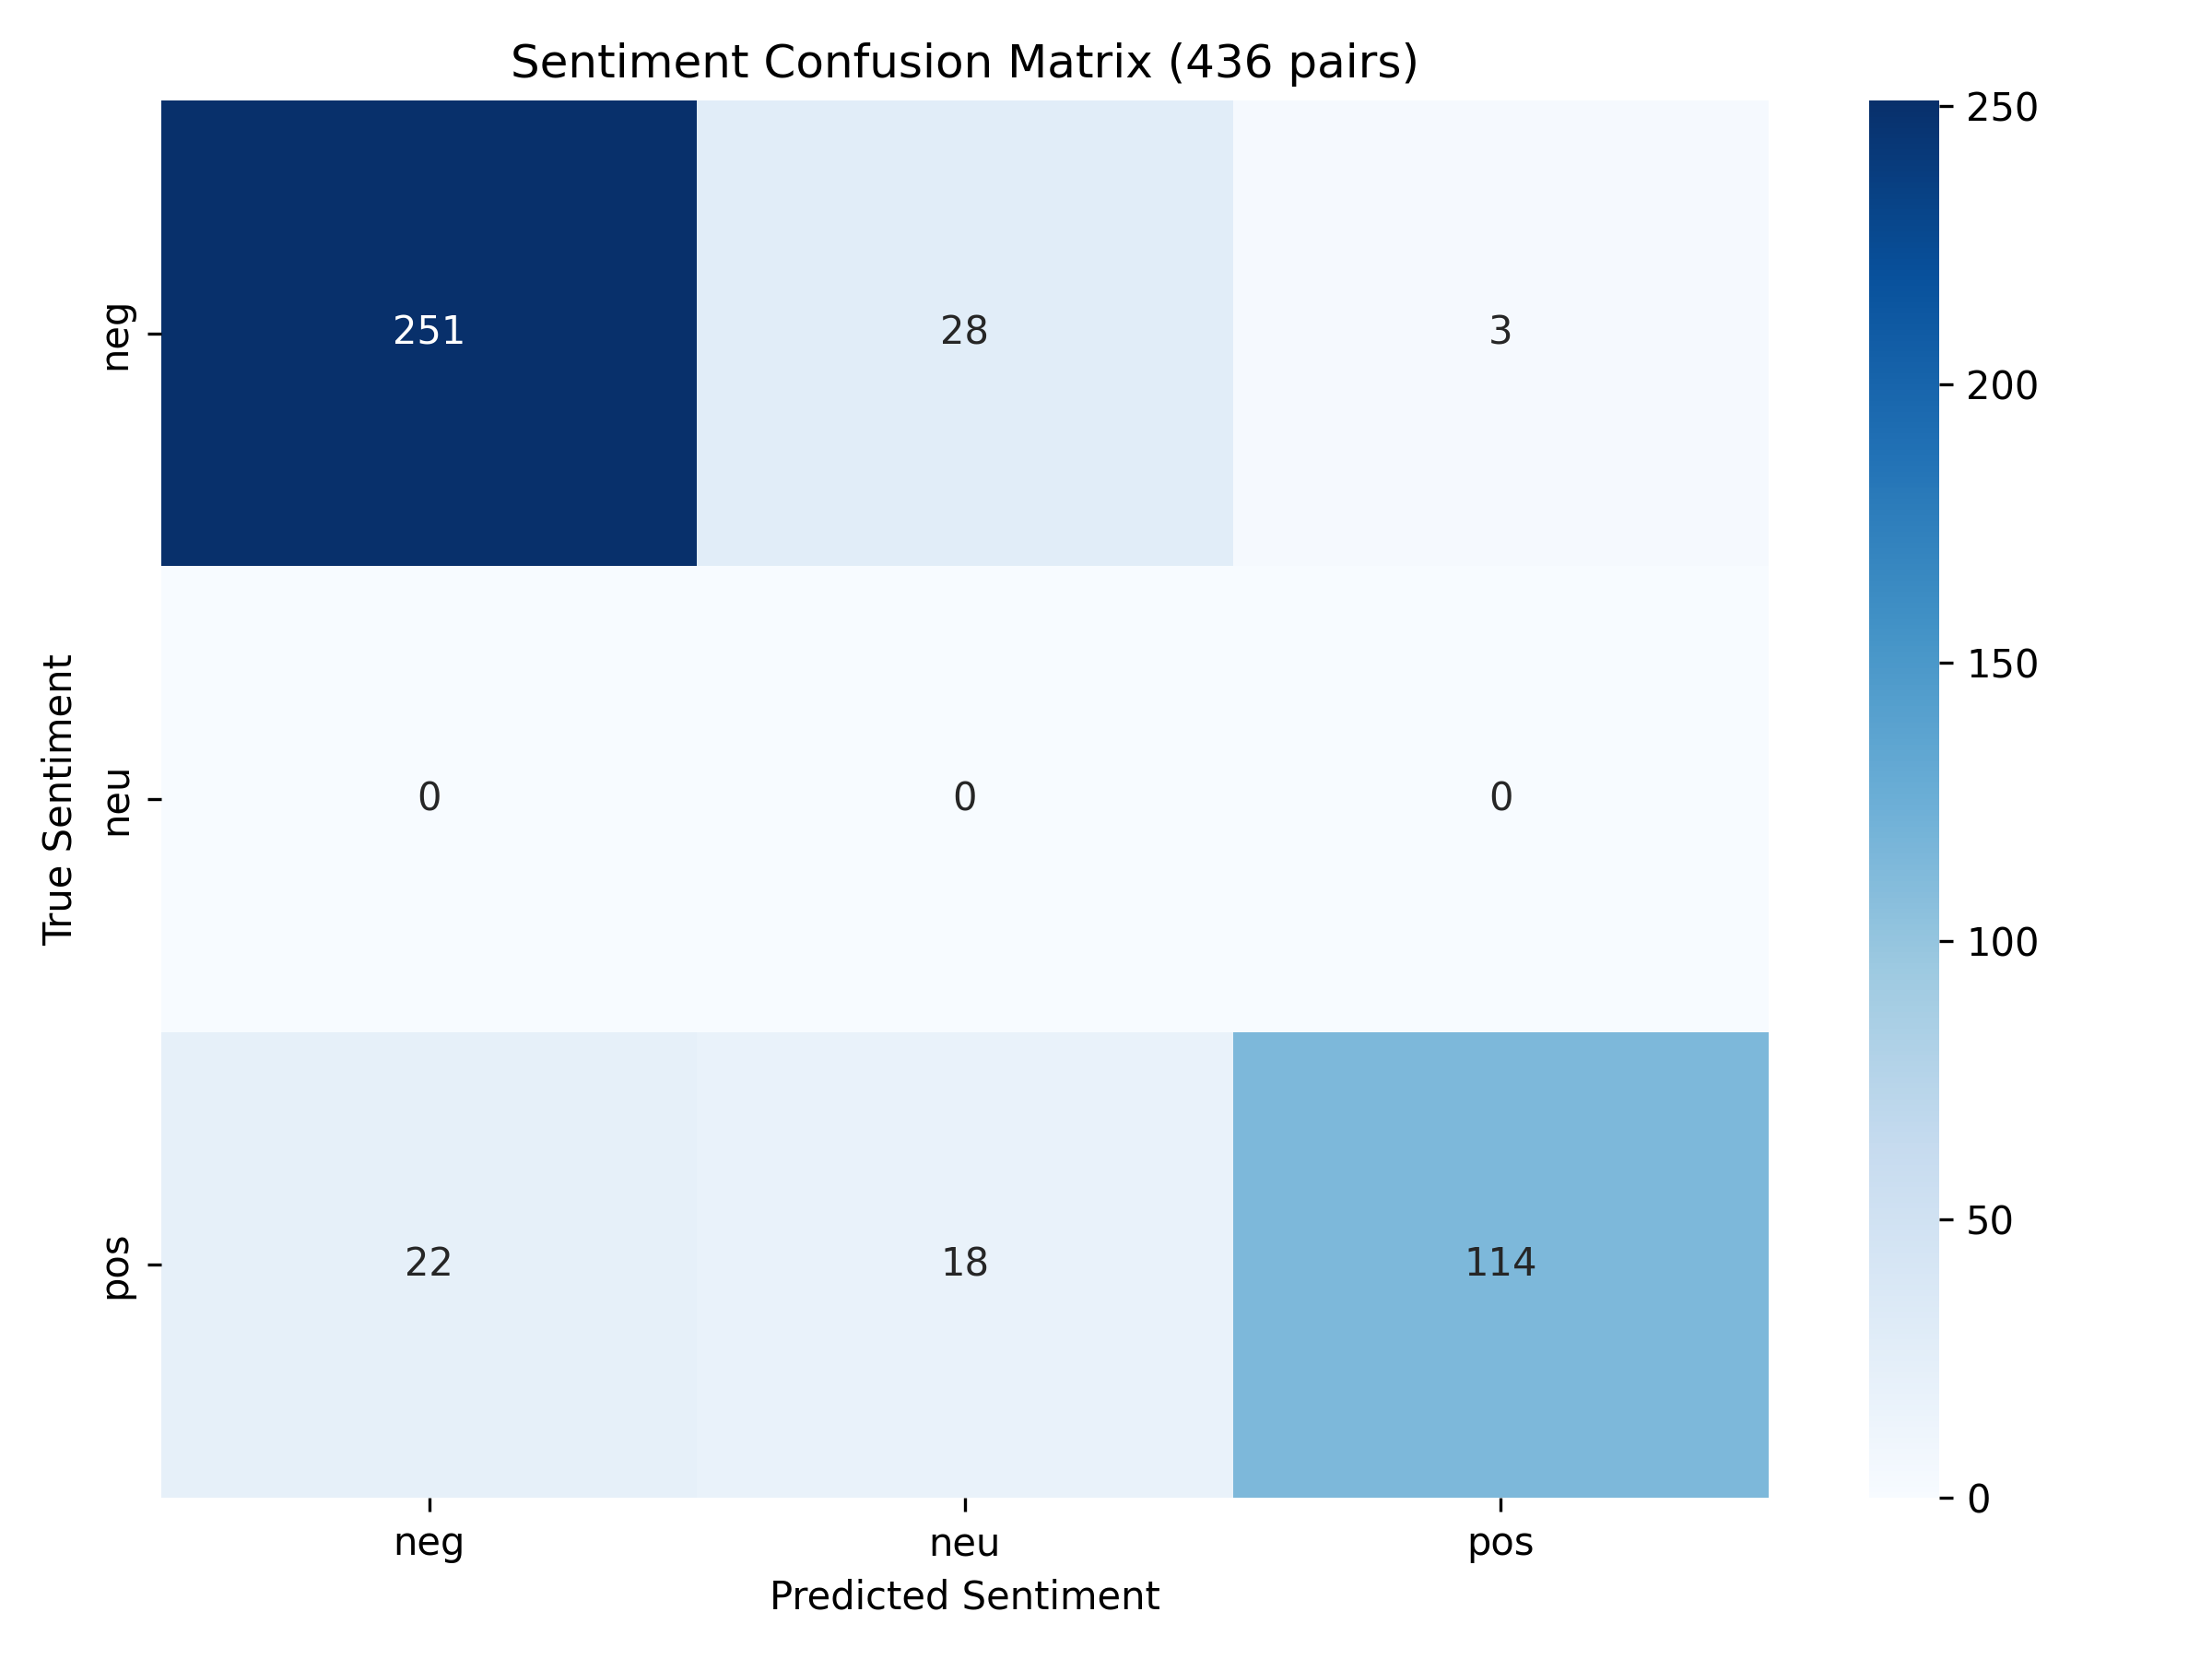 Sentiment Confusion Matrix (436 pairs)
True Sentiment
neg
251 28 3
neu
0 0 0
pos
22 18 114
neg neu pos
Predicted Sentiment
250
200
150
100
50
0